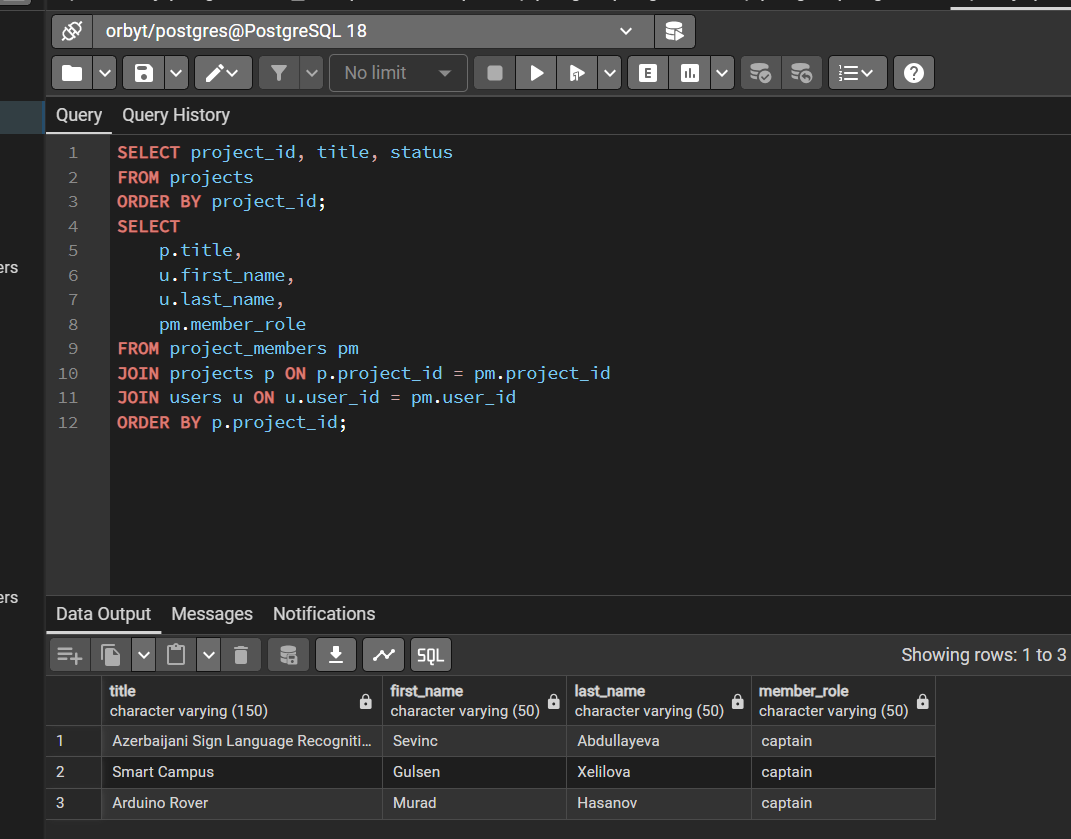 orbyt/postgres@PostgreSQL 18
No limit
E
Query Query History
1 SELECT project_id, title, status
2 FROM projects
3 ORDER BY project_id;
4 SELECT
5 p.title,
6 u.first_name,
7 u.last_name,
8 pm.member_role
9 FROM project_members pm
10 JOIN projects p ON p.project_id = pm.project_id
11 JOIN users u ON u.user_id = pm.user_id
12 ORDER BY p.project_id;
ers
ers
Data Output Messages Notifications
SQL Showing rows: 1 to 3
title first_name last_name member_role
character varying (150) character varying (50) character varying (50) character varying (50)
1 Azerbaijani Sign Language Recogniti... Sevinc Abdullayeva captain
2 Smart Campus Gulsen Xelilova captain
3 Arduino Rover Murad Hasanov captain